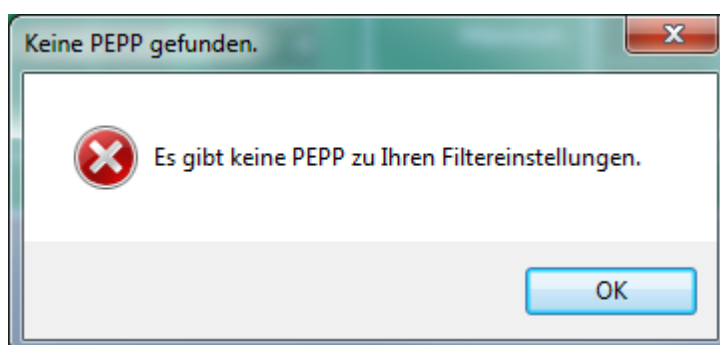 Keine PEPP gefunden.
Es gibt keine PEPP zu Ihren Filtereinstellungen.
OK